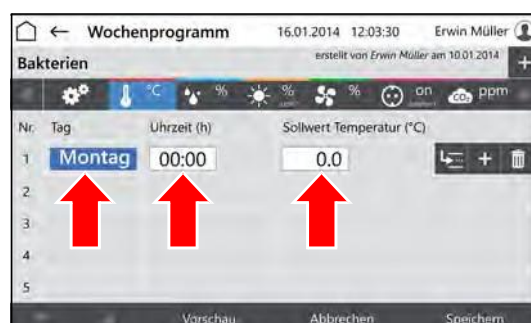 Wochenprogramm 16.01.2014 12:03:30 Erwin Müller
Bakterien erstellt von Erwin Müller am 10.01.2014 +
°C % % % on CO₂ ppm
Nr. Tag Uhrzeit (h) Sollwert Temperatur (°C)
1 Montag 00:00 0.0 +
2
3
4
5
Vorschau Abbrechen Speichern